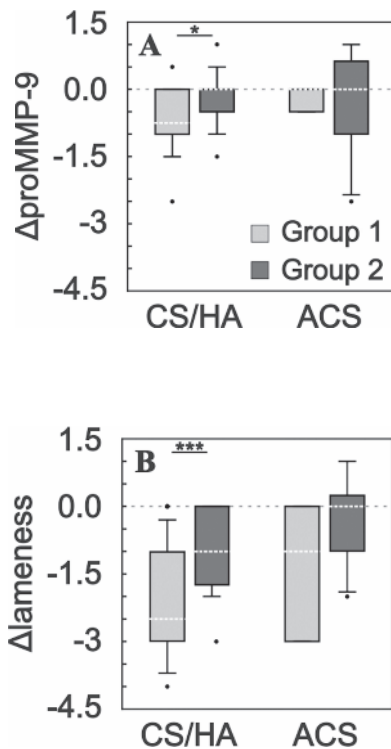 A
*
ΔproMMP-9
1.5
0.0
-1.5
-3
-4.5
Group 1
Group 2
CS/HA ACS
B
***
Δlameness
1.5
0.0
-1.5
-3
-4.5
CS/HA ACS